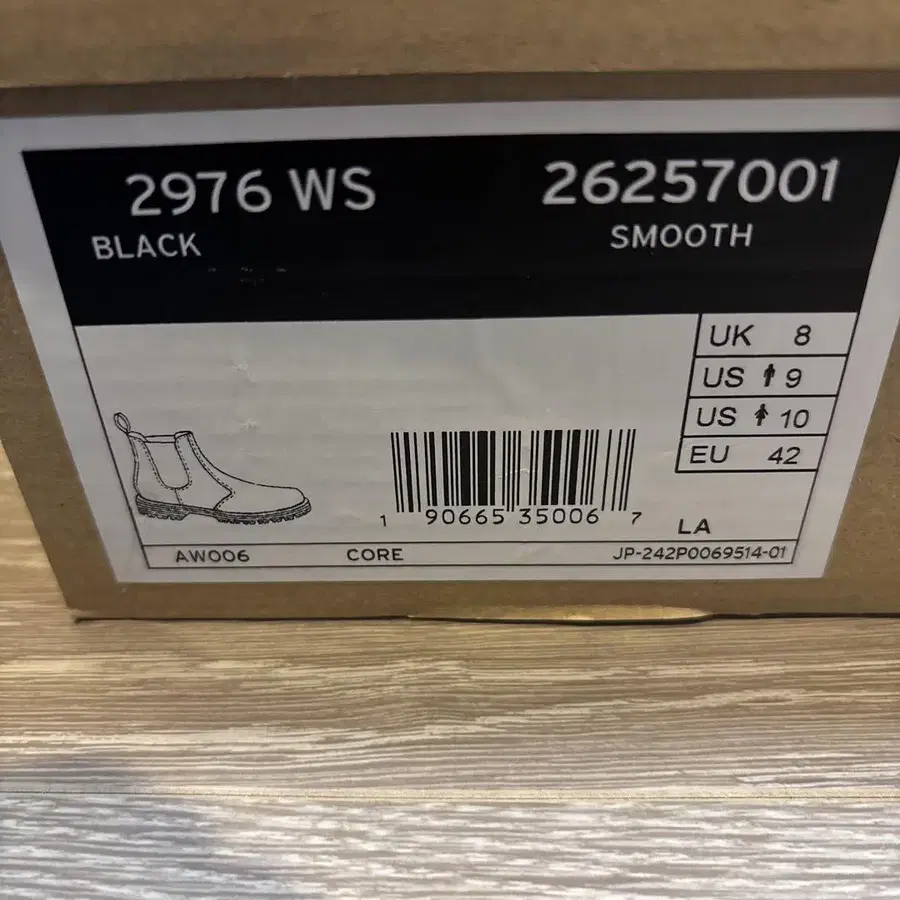 2976 WS 26257001
BLACK SMOOTH
UK 8
US 9
US 10
EU 42
1 90665 35006 7
LA
AW006 CORE JP-242P0069514-01